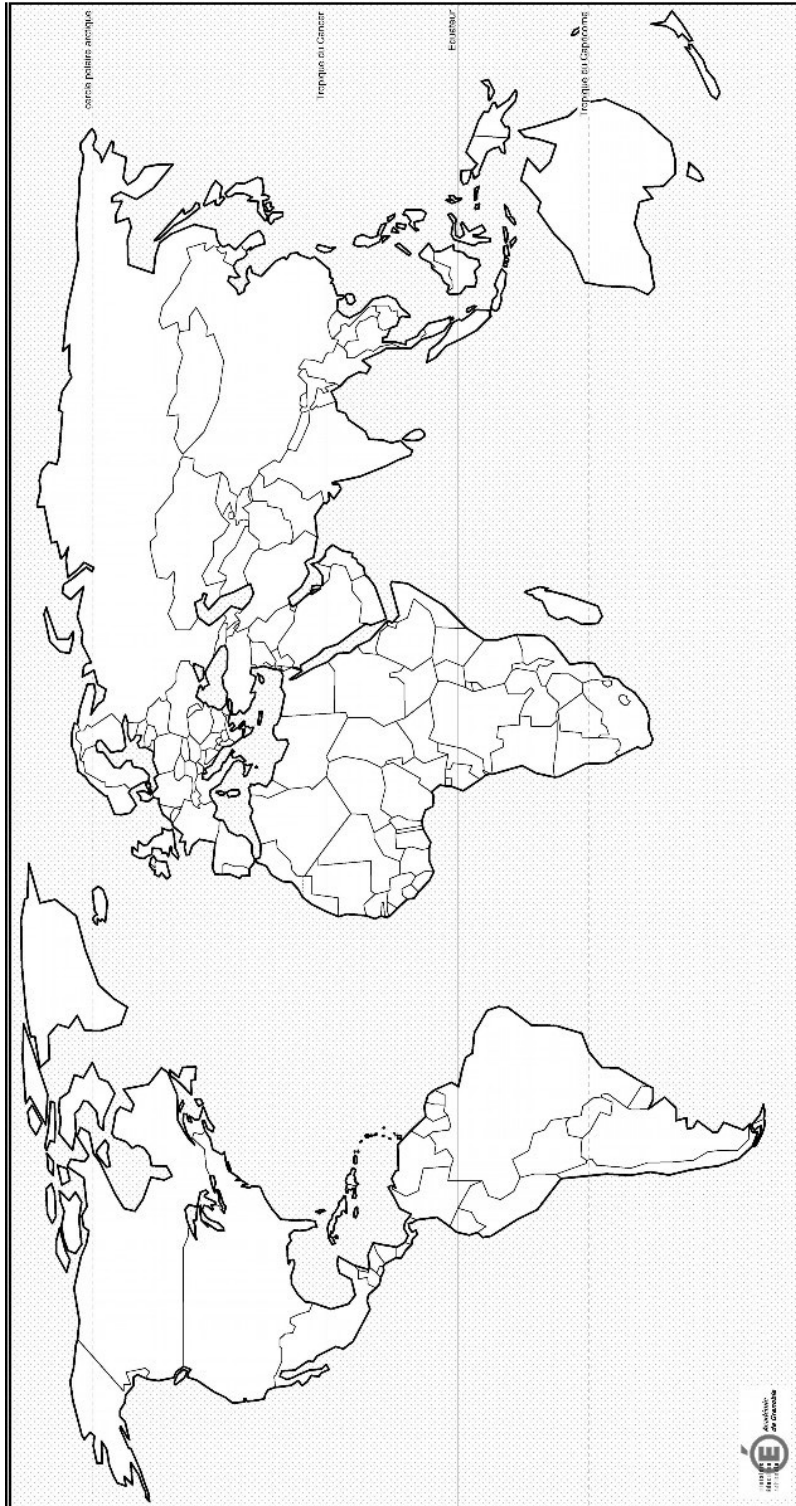 cercle polaire arctique
Tropique du Cancer
Equateur
Tropique du Capricorne
Académie
de Grenoble